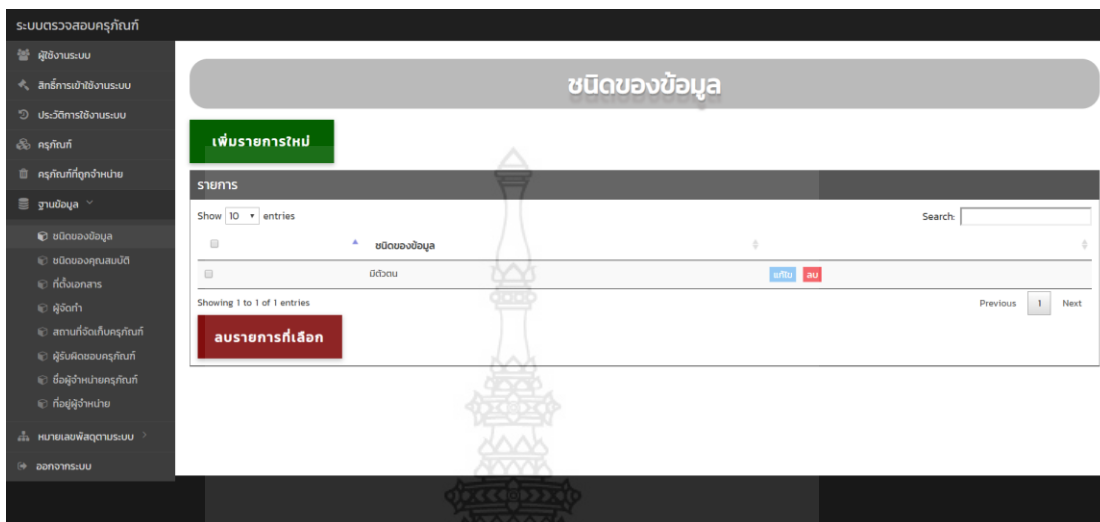 ระบบตรวจสอบครุภัณฑ์
ผู้ใช้งานระบบ
สิทธิ์การเข้าใช้งานระบบ
ประวัติการใช้งานระบบ
ครุภัณฑ์
ครุภัณฑ์ที่ถูกจำหน่าย
ฐานข้อมูล
ชนิดของข้อมูล
ชนิดของคุณสมบัติ
ที่ตั้งเอกสาร
ผู้จัดทำ
สถานที่จัดเก็บครุภัณฑ์
ผู้รับผิดชอบครุภัณฑ์
ชื่อผู้จำหน่ายครุภัณฑ์
ที่อยู่ผู้จำหน่าย
หมายเลขพัสดุตามระบบ
ออกจากระบบ
ชนิดของข้อมูล
เพิ่มรายการใหม่
รายการ
Show 10 entries Search:
ชนิดของข้อมูล
มีตัวตน แก้ไข ลบ
Showing 1 to 1 of 1 entries Previous 1 Next
ลบรายการที่เลือก